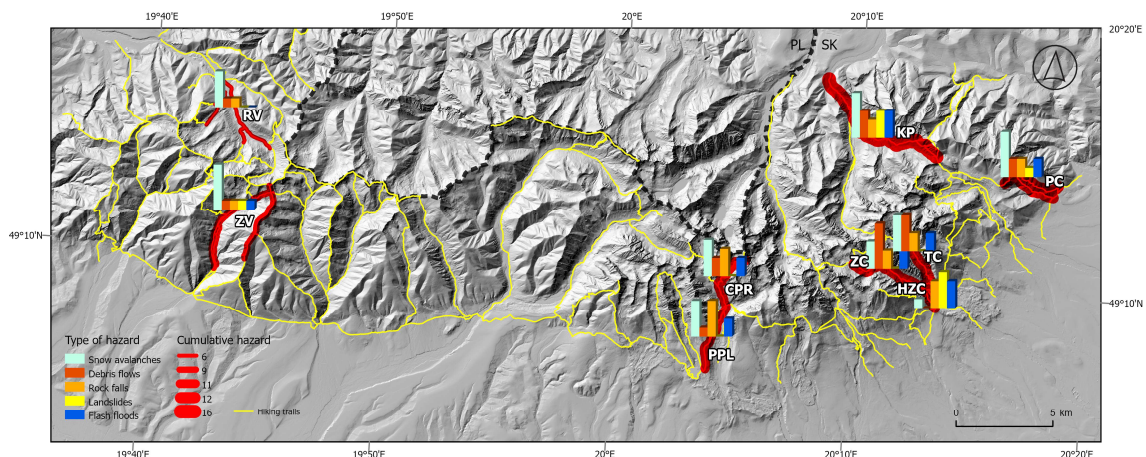 19°40'E 19°50'E 20°E 20°10'E
20°20'E
PL SK
RV
KP
PC
ZV
49°10'N
ZC TC
CPR HZC
49°10'N
PPL
Type of hazard Cumulative hazard
Snow avalanches 6
Debris flows 9
Rock falls 11
Landslides 12
Flash floods 16
Hiking trails
0 5 km
19°40'E 19°50'E 20°E 20°10'E 20°20'E